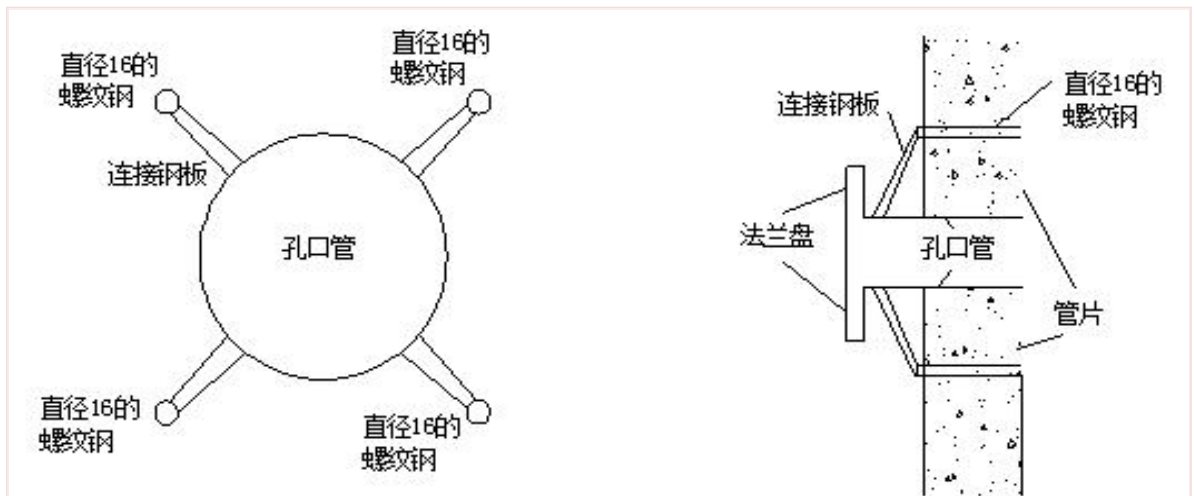 直径16的
螺纹钢
直径16的
螺纹钢
连接钢板
孔口管
直径16的
螺纹钢
直径16的
螺纹钢
连接钢板
直径16的
螺纹钢
法兰盘
孔口管
管片